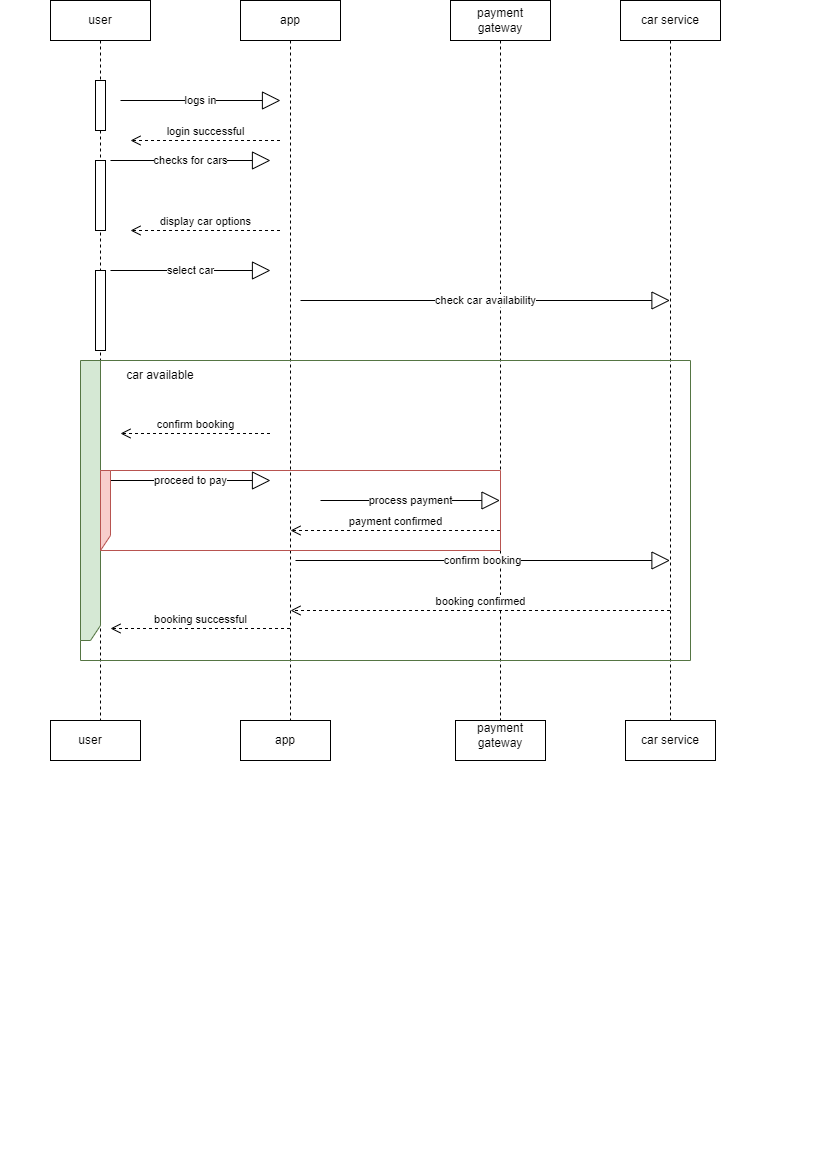 user
app
payment
gateway
car service
logs in
login successful
checks for cars
display car options
select car
check car availability
car available
confirm booking
proceed to pay
process payment
payment confirmed
confirm booking
booking confirmed
booking successful
user
app
payment
gateway
car service